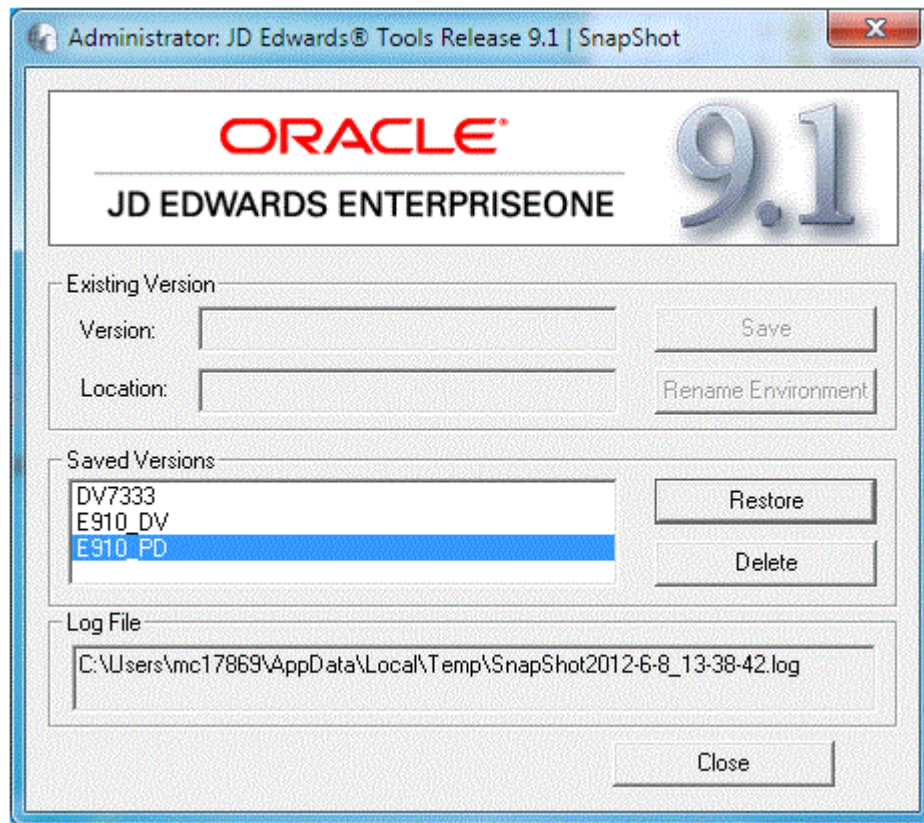 Administrator: JD Edwards® Tools Release 9.1 | SnapShot
ORACLE®
JD EDWARDS ENTERPRISEONE
9.1
Existing Version
Version:
Save
Location:
Rename Environment
Saved Versions
DV7333
E910_DV
E910_PD
Restore
Delete
Log File
C:\Users\mc17869\AppData\Local\Temp\SnapShot2012-6-8_13-38-42.log
Close